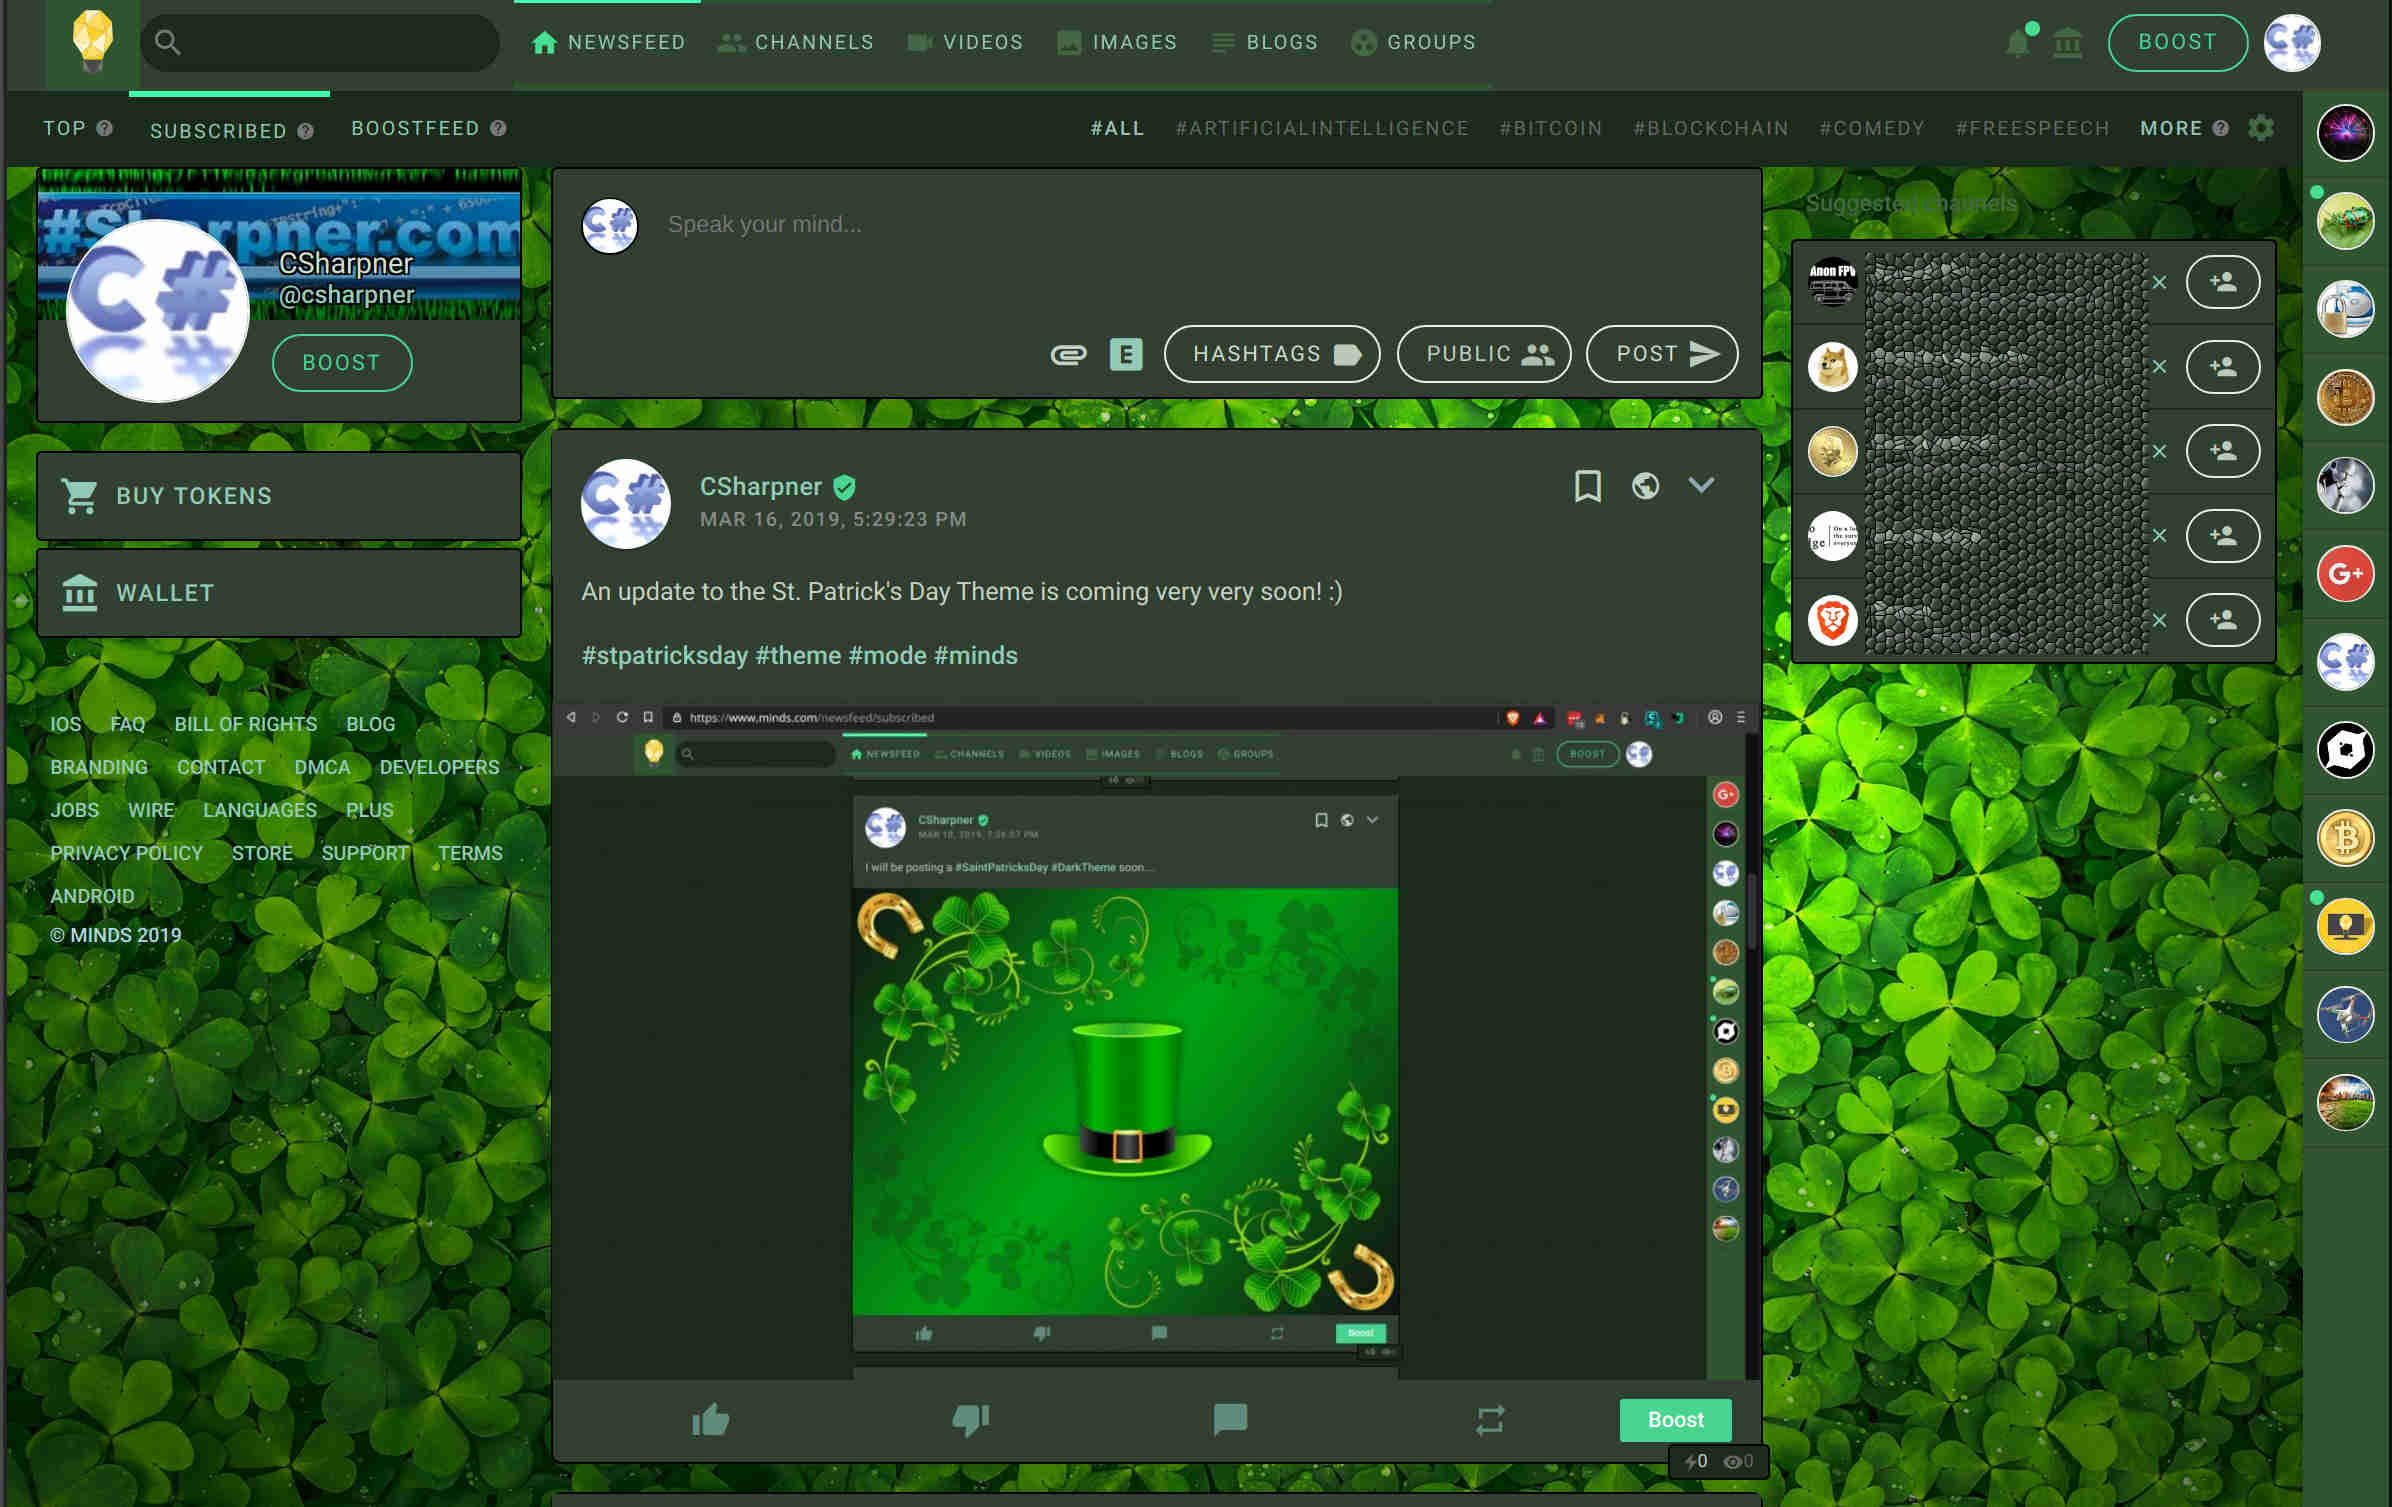 NEWSFEED CHANNELS VIDEOS IMAGES BLOGS GROUPS BOOST
TOP SUBSCRIBED BOOSTFEED #ALL #ARTIFICIALINTELLIGENCE #BITCOIN #BLOCKCHAIN #COMEDY #FREESPEECH MORE
#Sharpner.com
CSharpner
@csharpner
BOOST
BUY TOKENS
WALLET
IOS FAQ BILL OF RIGHTS BLOG
BRANDING CONTACT DMCA DEVELOPERS
JOBS WIRE LANGUAGES PLUS
PRIVACY POLICY STORE SUPPORT TERMS
ANDROID
© MINDS 2019
Speak your mind...
E HASHTAGS PUBLIC POST
CSharpner
MAR 16, 2019, 5:29:23 PM
An update to the St. Patrick's Day Theme is coming very very soon! :)
#stpatricksday #theme #mode #minds
https://www.minds.com/newsfeed/subscribed
NEWSFEED CHANNELS VIDEOS IMAGES BLOGS GROUPS BOOST
CSharpner
I will be posting a #SaintPatricksDay #DarkTheme soon...
Boost
Boost
0 0
Suggested channels
Anon FPV
G+